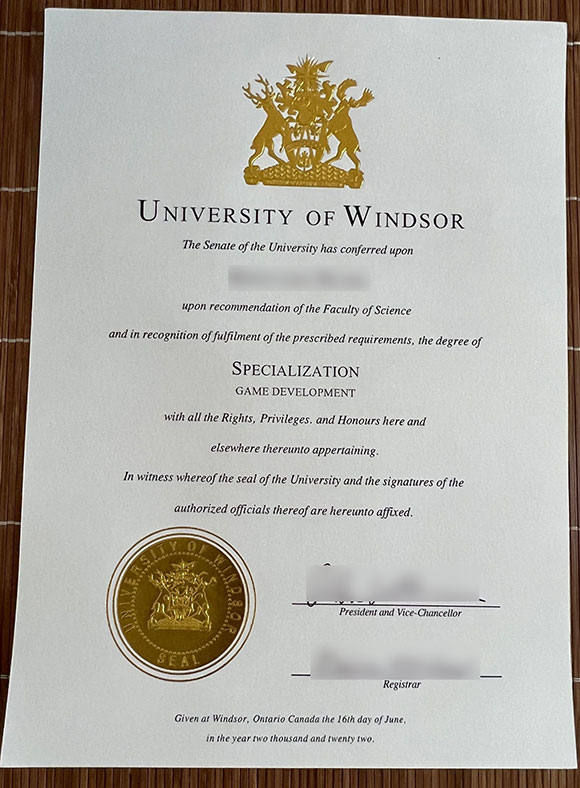 UNIVERSITY OF WINDSOR
The Senate of the University has conferred upon
upon recommendation of the Faculty of Science
and in recognition of fulfilment of the prescribed requirements, the degree of
SPECIALIZATION
GAME DEVELOPMENT
with all the Rights, Privileges. and Honours here and
elsewhere thereunto appertaining.
In witness whereof the seal of the University and the signatures of the
authorized officials thereof are hereunto affixed.
UNIVERSITY OF WINDSOR
SEAL
President and Vice-Chancellor
Registrar
Given at Windsor, Ontario Canada the 16th day of June,
in the year two thousand and twenty two.